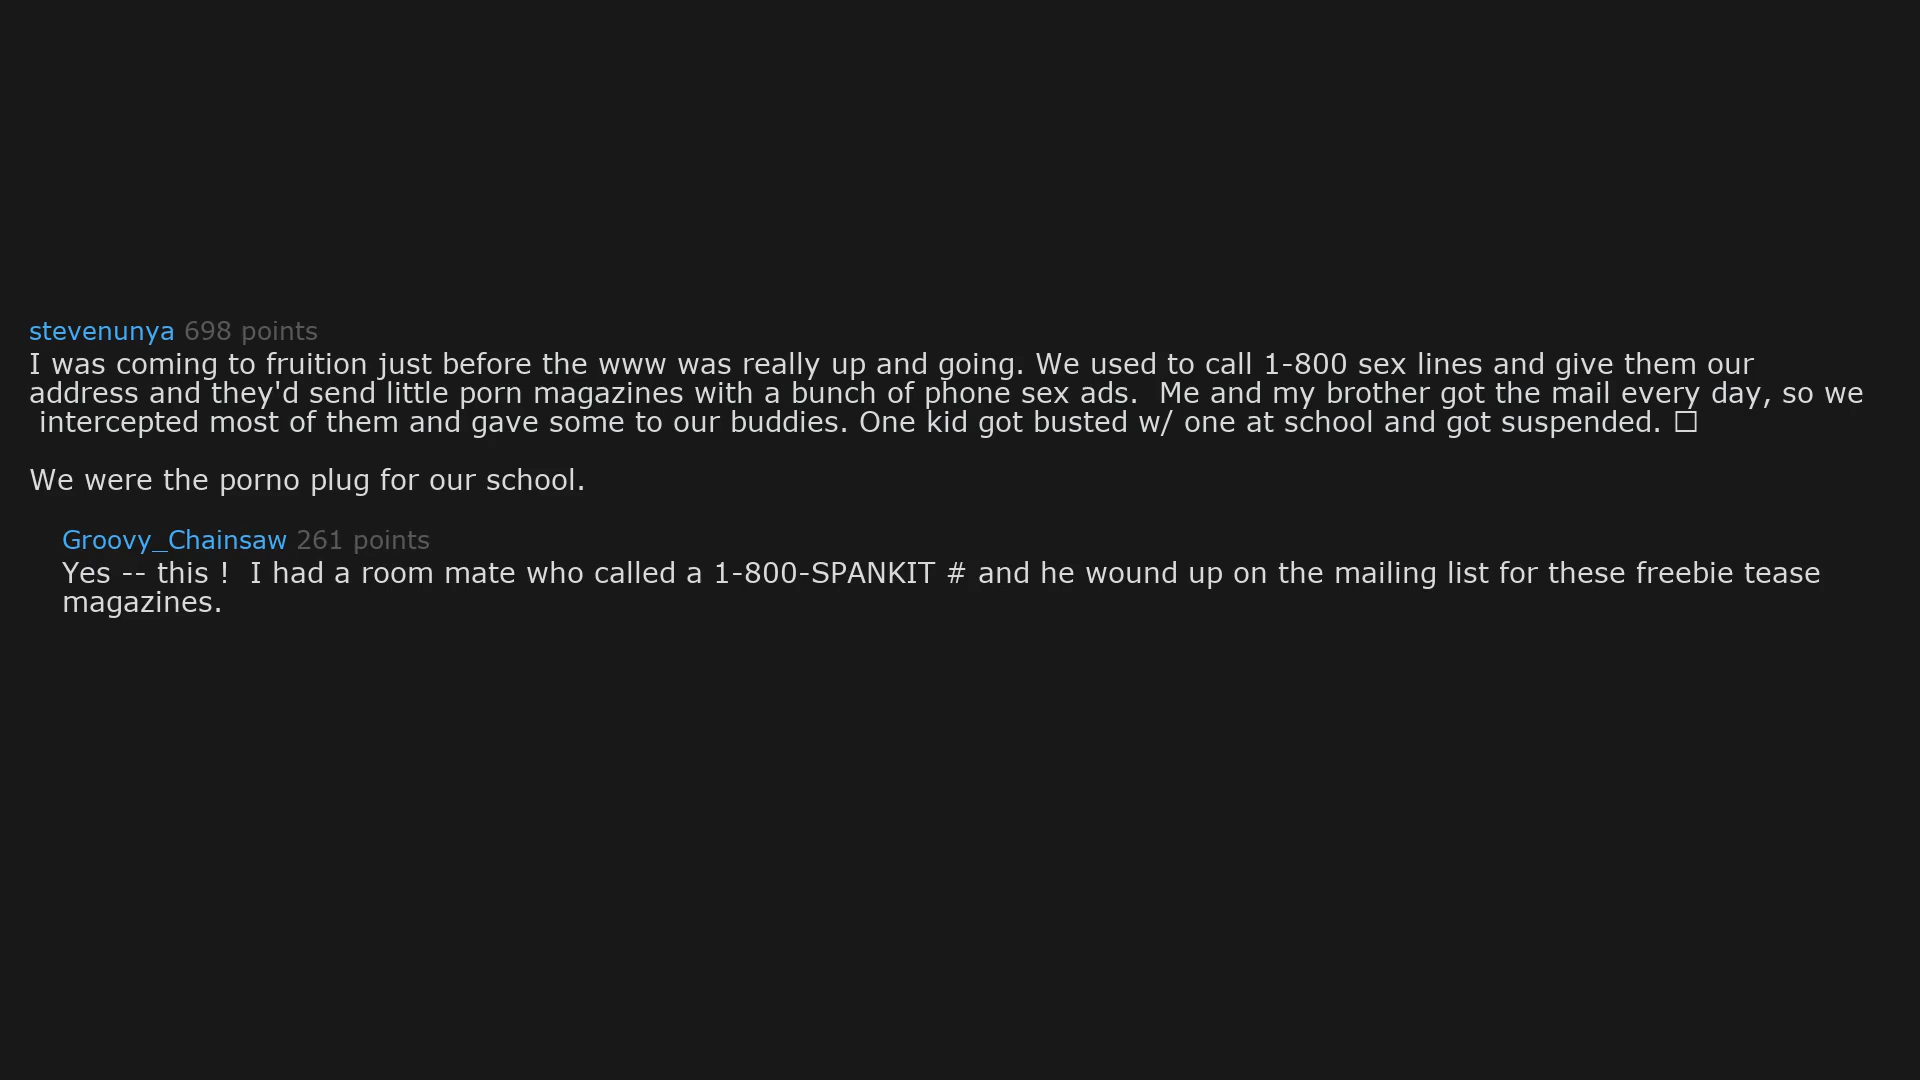 stevenunya 698 points
I was coming to fruition just before the www was really up and going. We used to call 1-800 sex lines and give them our
address and they'd send little porn magazines with a bunch of phone sex ads.  Me and my brother got the mail every day, so we
intercepted most of them and gave some to our buddies. One kid got busted w/ one at school and got suspended. □
We were the porno plug for our school.
Groovy_Chainsaw 261 points
Yes -- this !  I had a room mate who called a 1-800-SPANKIT # and he wound up on the mailing list for these freebie tease
magazines.